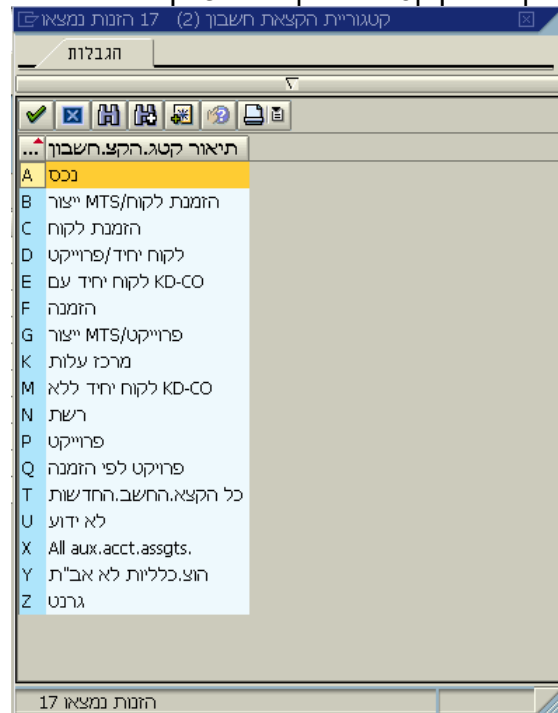 קטגוריית הקצאת חשבון (2) 17 הזנות נמצאו
הגבלות
... תיאור קטג.הקצ.חשבון
A נכס
B הזמנת לקוח/MTS ייצור
C הזמנת לקוח
D לקוח יחיד/פרוייקט
E לקוח יחיד עם KD-CO
F הזמנה
G פרוייקט/MTS ייצור
K מרכז עלות
M לקוח יחיד ללא KD-CO
N רשת
P פרוייקט
Q פרויקט לפי הזמנה
T כל הקצא.החשב.החדשות
U לא ידוע
X All aux.acct.assgts.
Y הוצ.כלליות לא אב"ת
Z גרנט
17 הזנות נמצאו